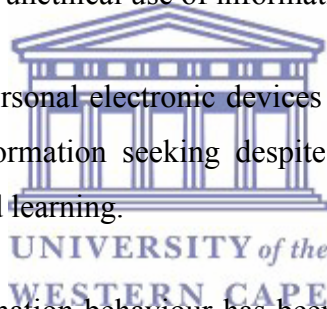 unethical use of informat
rsonal electronic devices
ormation seeking despite
l learning.
UNIVERSITY of the
WESTERN CAPE
mation behaviour has been